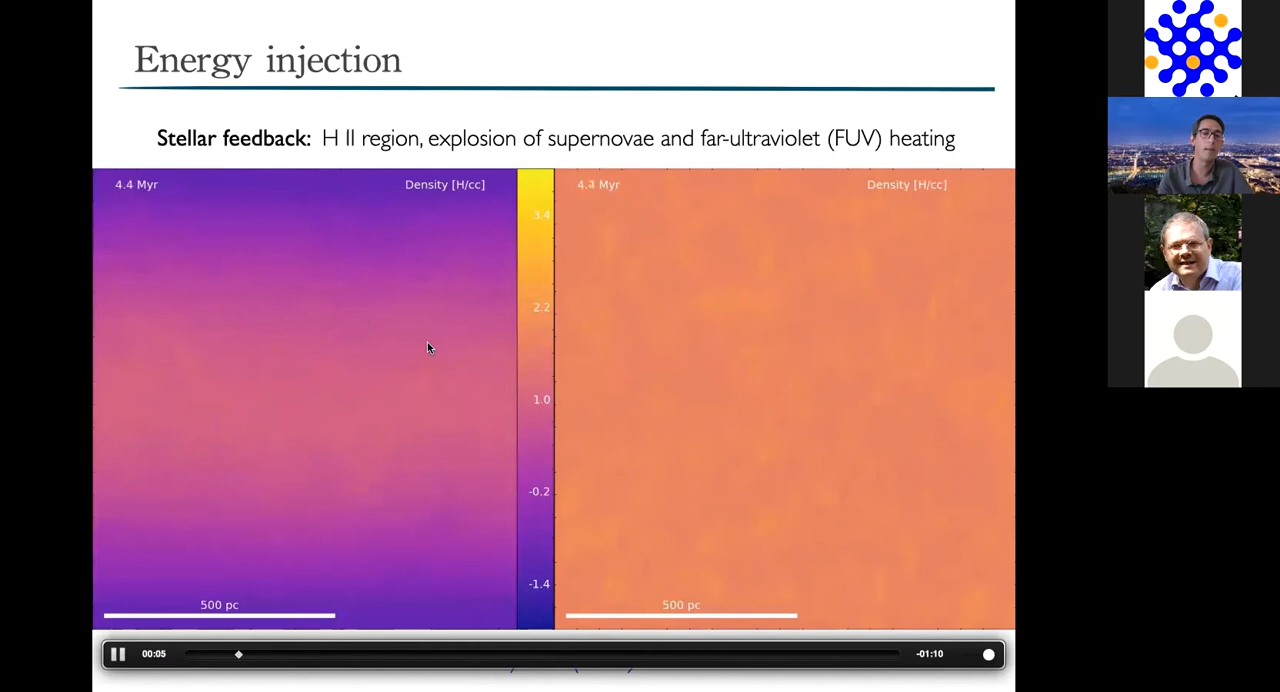 Energy injection
Stellar feedback: H II region, explosion of supernovae and far-ultraviolet (FUV) heating
4.4 Myr
Density [H/cc]
3.4
2.2
1.0
-0.2
-1.4
500 pc
Myr
Density [H/cc]
500 pc
00:05
-01:10